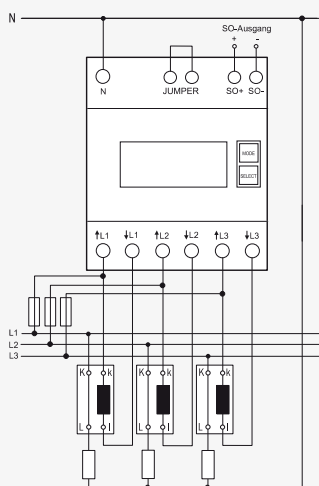 N
SO-Ausgang
+ -
N JUMPER SO+ SO-
MODE
SELECT
↑L1 ↓L1 ↑L2 ↓L2 ↑L3 ↓L3
L1
L2
L3
K k K k K k
L l L l L l